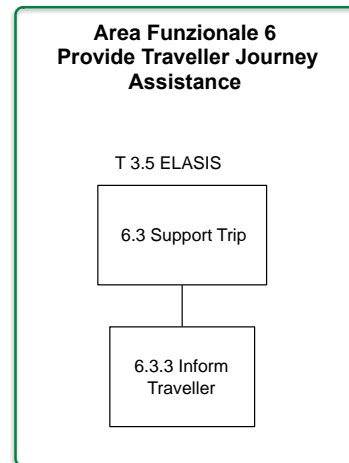 Area Funzionale 6
Provide Traveller Journey
Assistance
T 3.5 ELASIS
6.3 Support Trip
6.3.3 Inform
Traveller